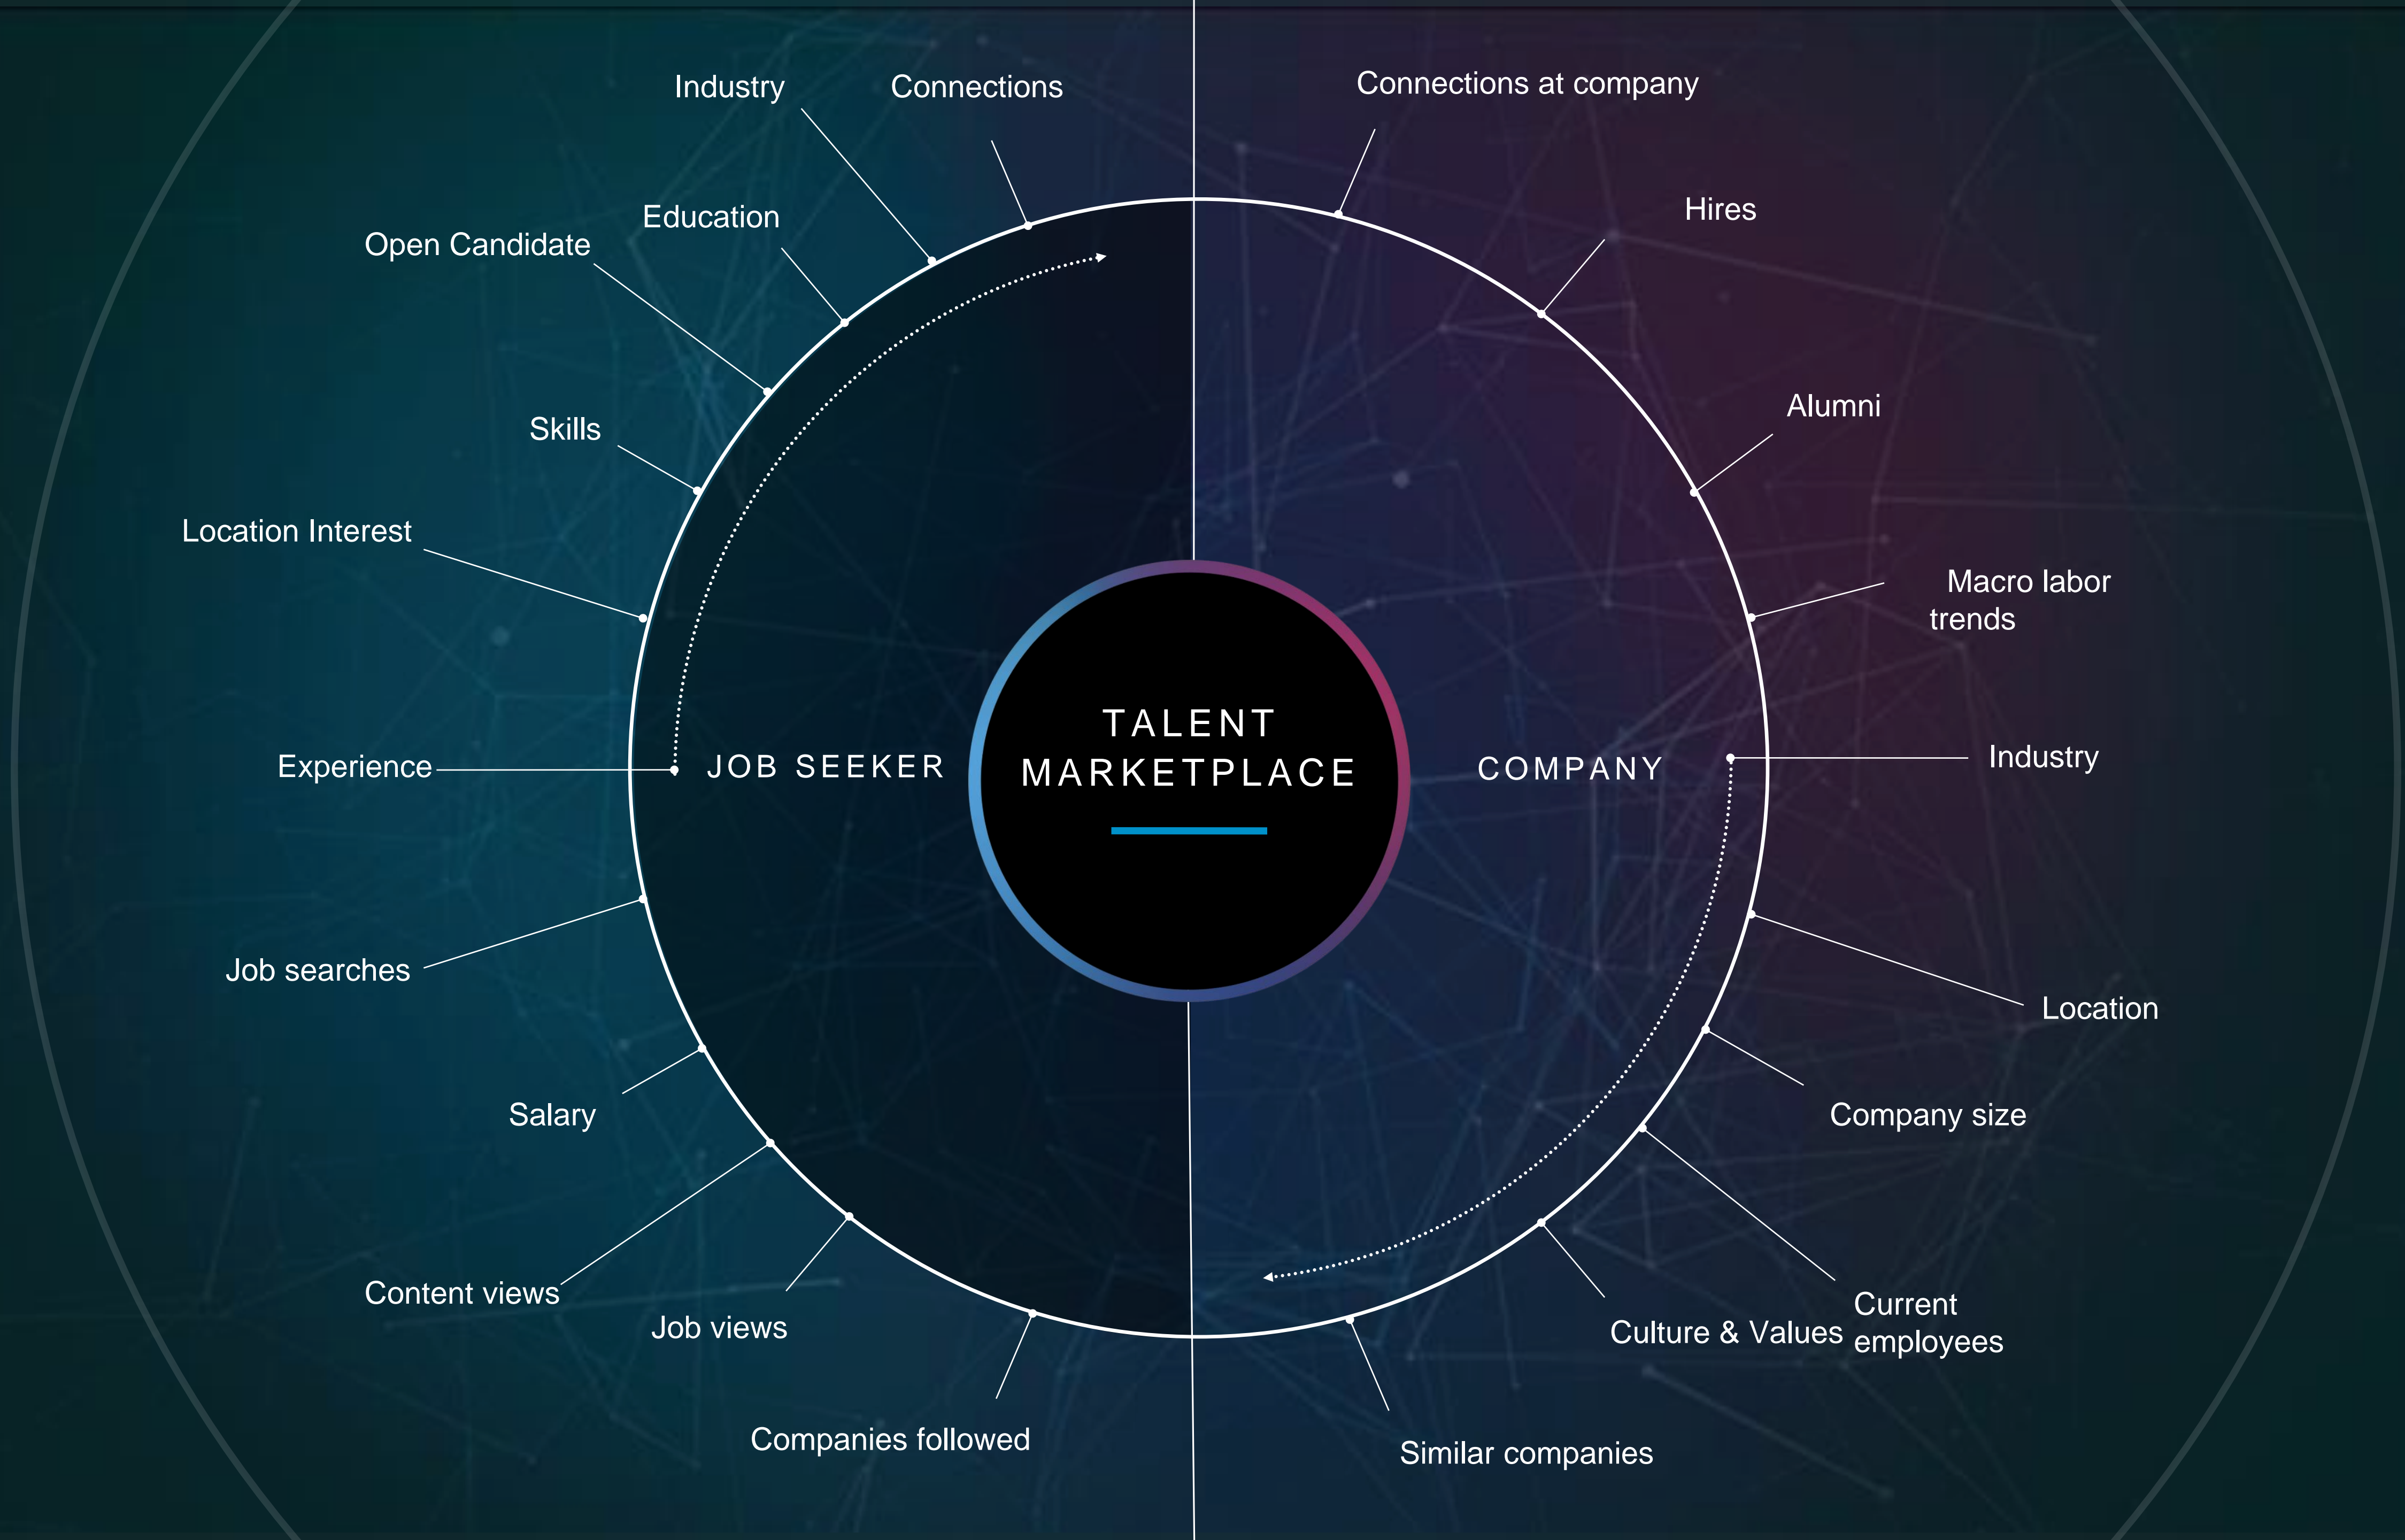 Industry
Connections
Connections at company
Education
Hires
Open Candidate
Alumni
Skills
Location Interest
Macro labor
trends
TALENT
MARKETPLACE
JOB SEEKER
COMPANY
Experience
Industry
Job searches
Location
Salary
Company size
Content views
Current
employees
Job views
Culture & Values
Companies followed
Similar companies